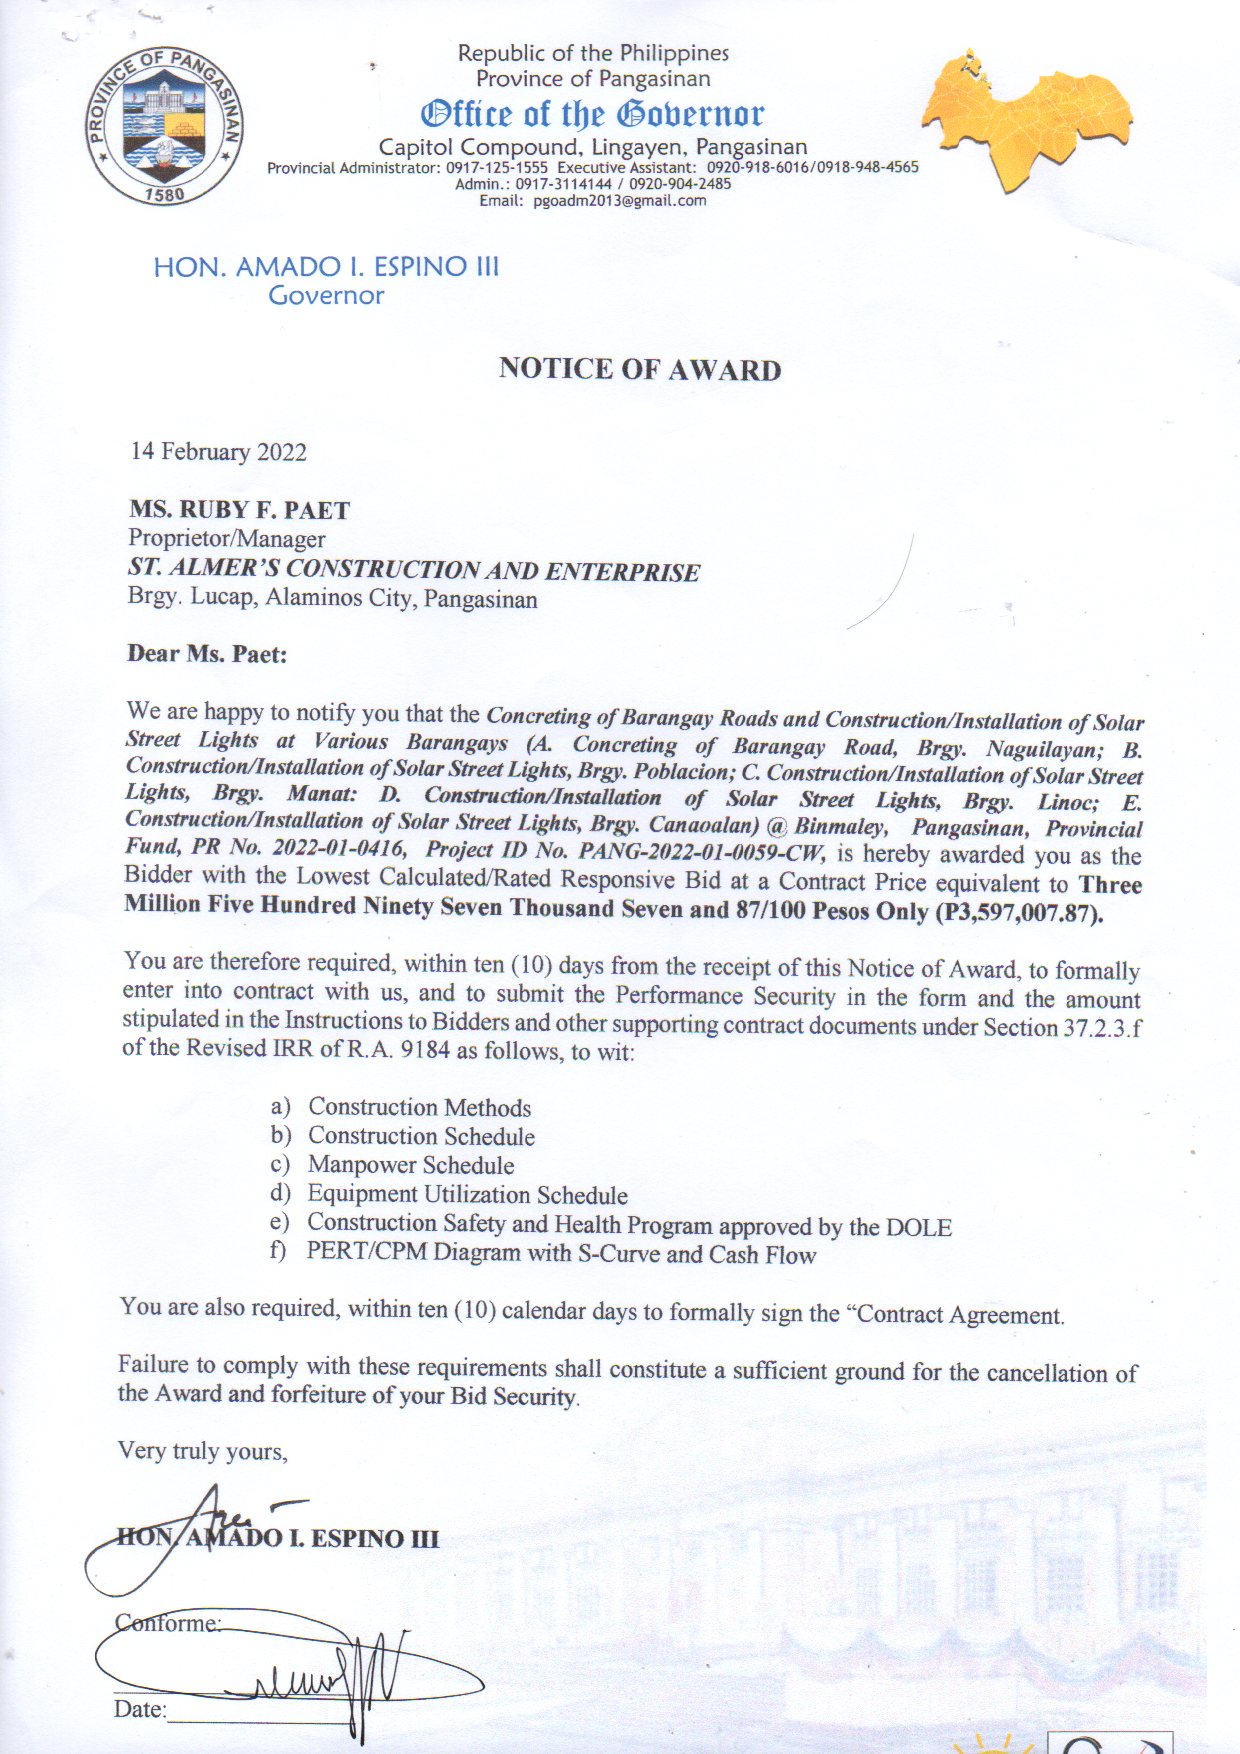 PROVINCE OF PANGASINAN
1580
Republic of the Philippines
Province of Pangasinan
Office of the Governor
Capitol Compound, Lingayen, Pangasinan
Provincial Administrator: 0917-125-1555 Executive Assistant: 0920-918-6016/0918-948-4565
Admin.: 0917-3114144 / 0920-904-2485
Email: pgoadm2013@gmail.com
HON. AMADO I. ESPINO III
Governor
NOTICE OF AWARD
14 February 2022
MS. RUBY F. PAET
Proprietor/Manager
ST. ALMER'S CONSTRUCTION AND ENTERPRISE
Brgy. Lucap, Alaminos City, Pangasinan
Dear Ms. Paet:
We are happy to notify you that the Concreting of Barangay Roads and Construction/Installation of Solar
Street Lights at Various Barangays (A. Concreting of Barangay Road, Brgy. Naguilayan; B.
Construction/Installation of Solar Street Lights, Brgy. Poblacion; C. Construction/Installation of Solar Street
Lights, Brgy. Manat: D. Construction/Installation of Solar Street Lights, Brgy. Linoc; E.
Construction/Installation of Solar Street Lights, Brgy. Canaoalan) @ Binmaley, Pangasinan, Provincial
Fund, PR No. 2022-01-0416, Project ID No. PANG-2022-01-0059-CW, is hereby awarded you as the
Bidder with the Lowest Calculated/Rated Responsive Bid at a Contract Price equivalent to Three
Million Five Hundred Ninety Seven Thousand Seven and 87/100 Pesos Only (P3,597,007.87).
You are therefore required, within ten (10) days from the receipt of this Notice of Award, to formally
enter into contract with us, and to submit the Performance Security in the form and the amount
stipulated in the Instructions to Bidders and other supporting contract documents under Section 37.2.3.f
of the Revised IRR of R.A. 9184 as follows, to wit:
a) Construction Methods
b) Construction Schedule
c) Manpower Schedule
d) Equipment Utilization Schedule
e) Construction Safety and Health Program approved by the DOLE
f) PERT/CPM Diagram with S-Curve and Cash Flow
You are also required, within ten (10) calendar days to formally sign the “Contract Agreement.
Failure to comply with these requirements shall constitute a sufficient ground for the cancellation of
the Award and forfeiture of your Bid Security.
Very truly yours,
HON. AMADO I. ESPINO III
Conforme:
Date: